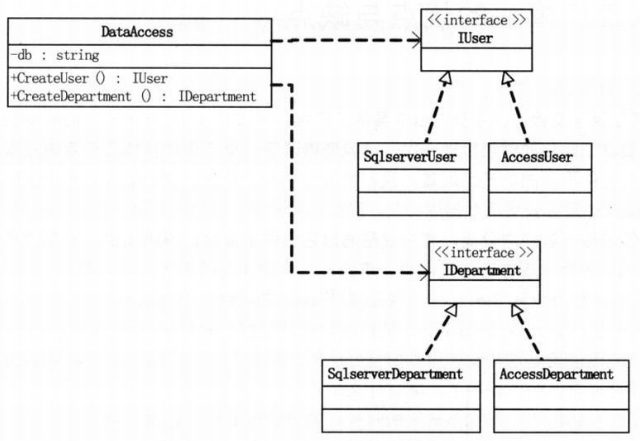 DataAccess
-db : string
+CreateUser () : IUser
+CreateDepartment () : IDepartment
<<interface >>
IUser
SqlserverUser
AccessUser
<<interface >>
IDepartment
SqlserverDepartment
AccessDepartment